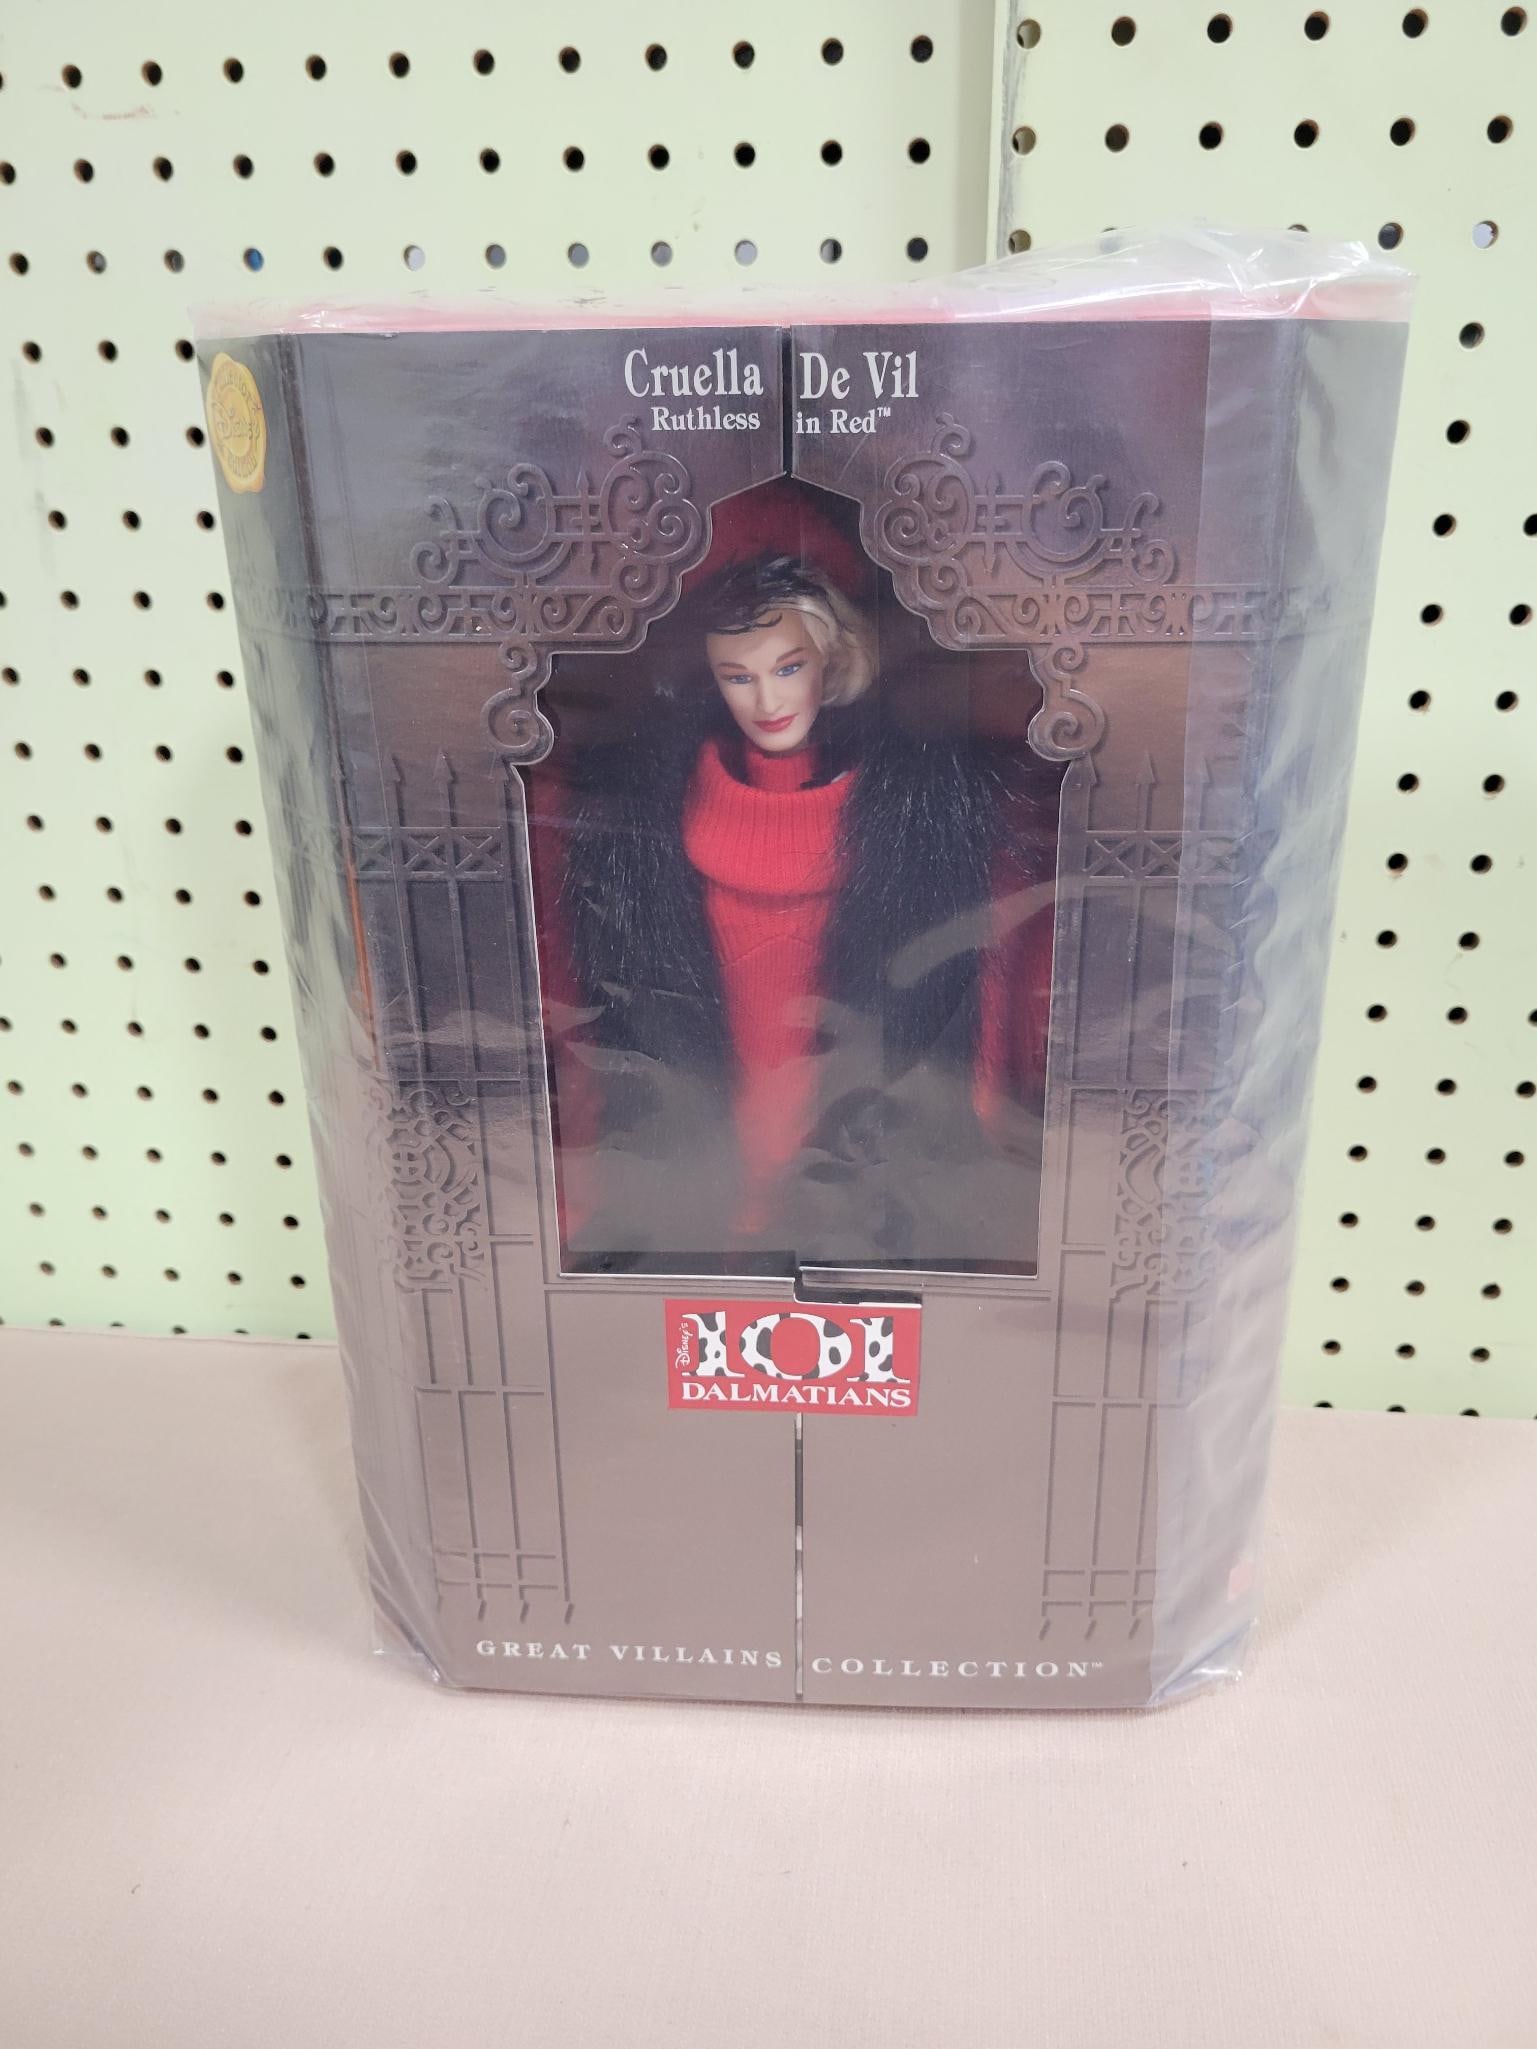 Cruella De Vil
Ruthless in Red™
Disney's
101
DALMATIANS
GREAT VILLAINS COLLECTION™